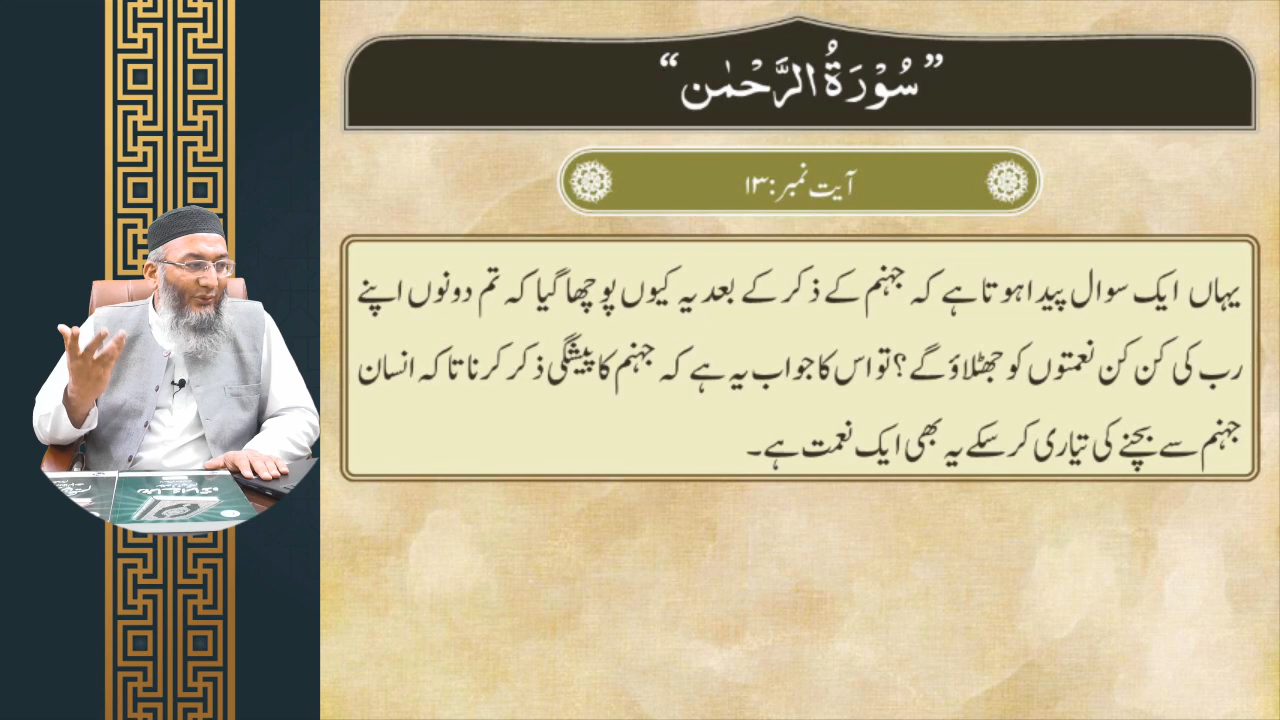 ”سُوْرَۃُ الرَّحْمٰن“
آیت نمبر: ۱۳
یہاں ایک سوال پیدا ہوتا ہے کہ جہنم کے ذکر کے بعد یہ کیوں پوچھا گیا کہ تم دونوں اپنے
رب کی کن کن نعمتوں کو جھٹلاؤ گے؟ تو اس کا جواب یہ ہے کہ جہنم کا پیشگی ذکر کرنا تاکہ انسان
جہنم سے بچنے کی تیاری کر سکے یہ بھی ایک نعمت ہے۔